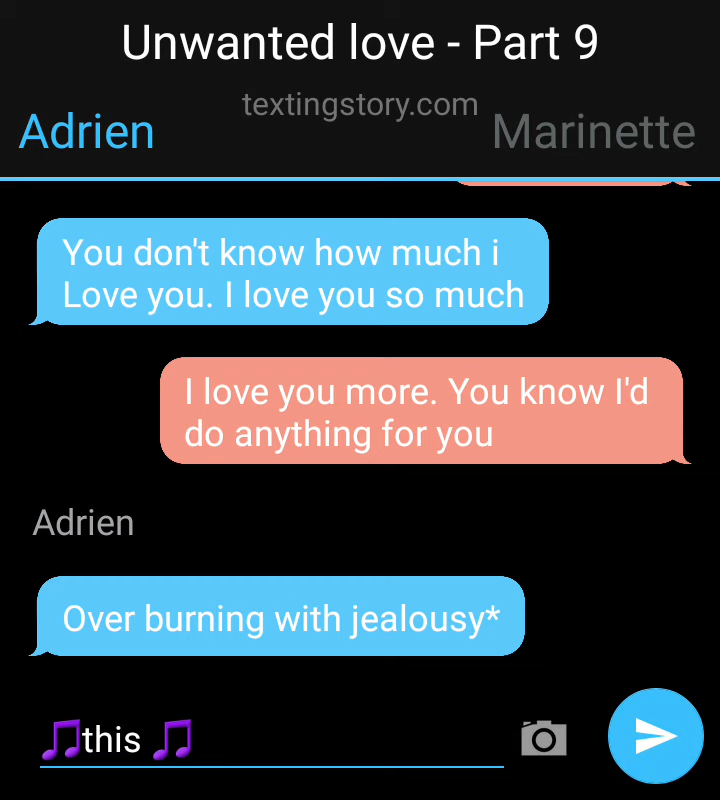 Unwanted love - Part 9
textingstory.com
Adrien
Marinette
You don't know how much i
Love you. I love you so much
I love you more. You know I'd
do anything for you
Adrien
Over burning with jealousy*
🎵this 🎵